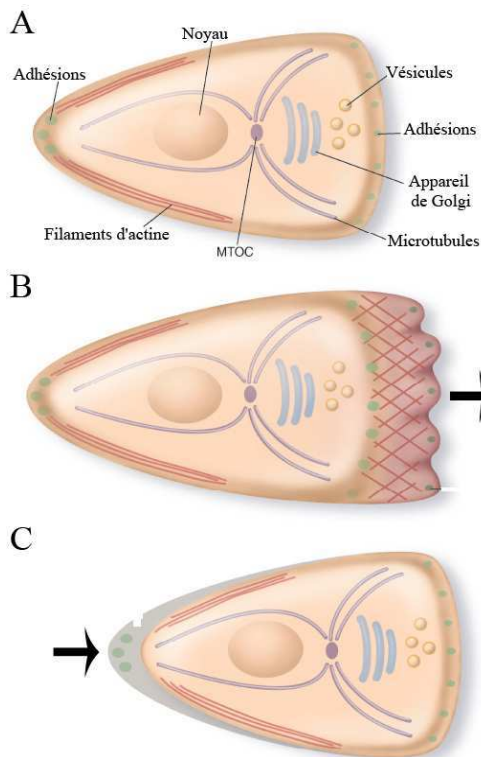 A
Noyau
Adhésions
Vésicules
Adhésions
Appareil
de Golgi
Filaments d'actine
MTOC
Microtubules
B
C